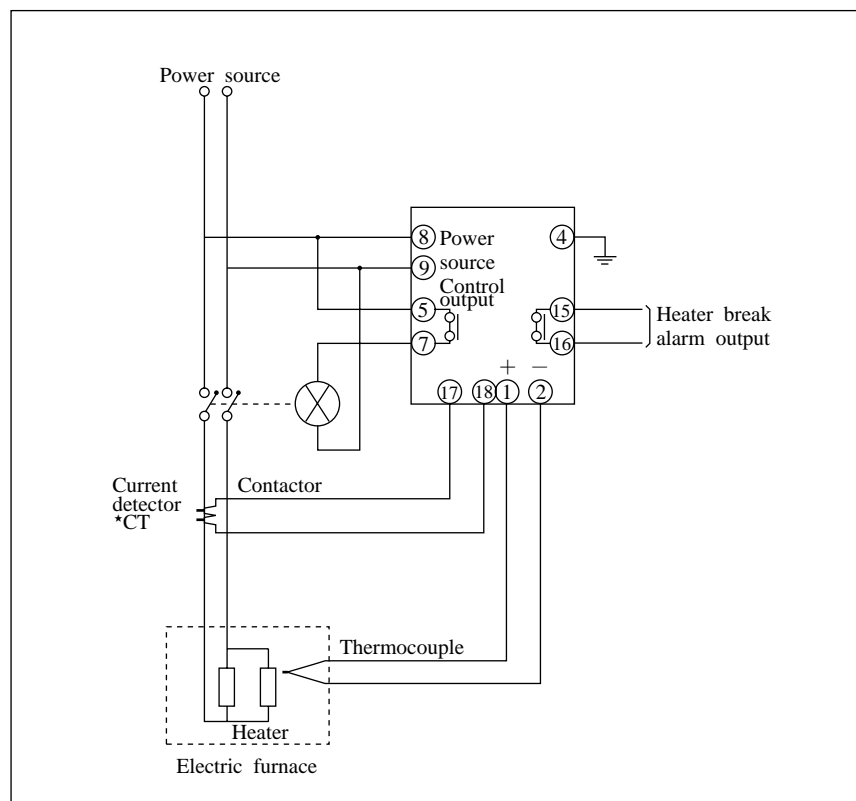 Power source
8
Power
4
9
source
Control
5
output
15
Heater break
7
16
alarm output
+
−
17
18
1
2
Current
Contactor
detector
*CT
Thermocouple
Heater
Electric furnace